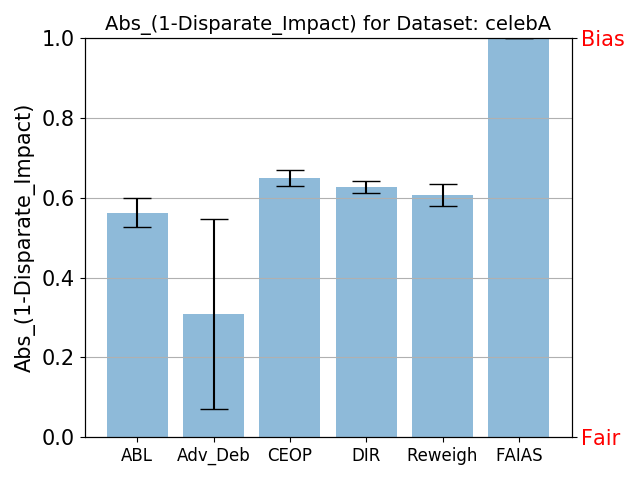 Abs_(1-Disparate_Impact) for Dataset: celebA
Abs_(1-Disparate_Impact)
1.0
0.8
0.6
0.4
0.2
0.0
Bias
Fair
ABL Adv_Deb CEOP DIR Reweigh FAIAS